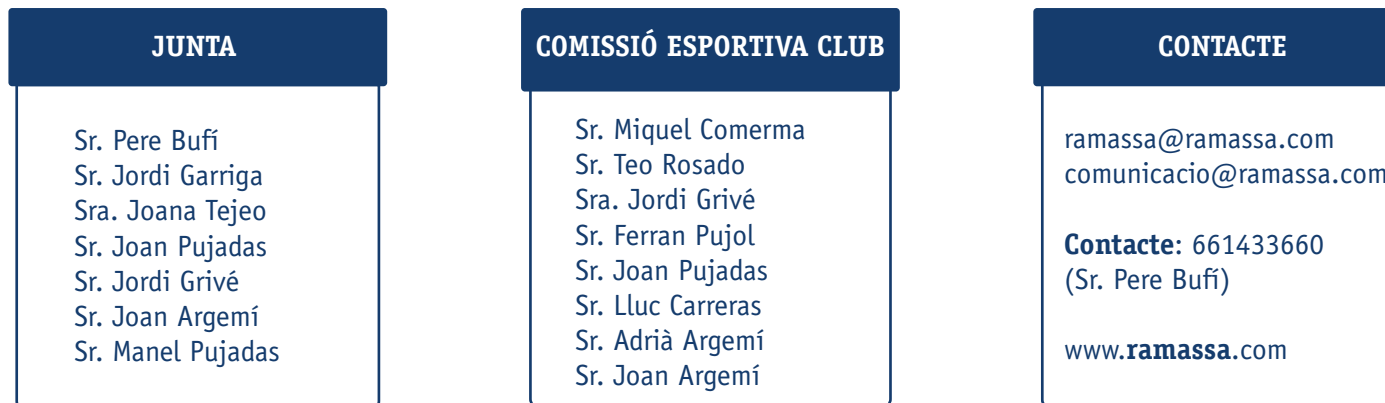 JUNTA
Sr. Pere Bufí
Sr. Jordi Garriga
Sra. Joana Tejeo
Sr. Joan Pujadas
Sr. Jordi Grivé
Sr. Joan Argemí
Sr. Manel Pujadas
COMISSIÓ ESPORTIVA CLUB
Sr. Miquel Comerma
Sr. Teo Rosado
Sra. Jordi Grivé
Sr. Ferran Pujol
Sr. Joan Pujadas
Sr. Lluc Carreras
Sr. Adrià Argemí
Sr. Joan Argemí
CONTACTE
ramassa@ramassa.com
comunicacio@ramassa.com
Contacte: 661433660
(Sr. Pere Bufí)
www.ramassa.com